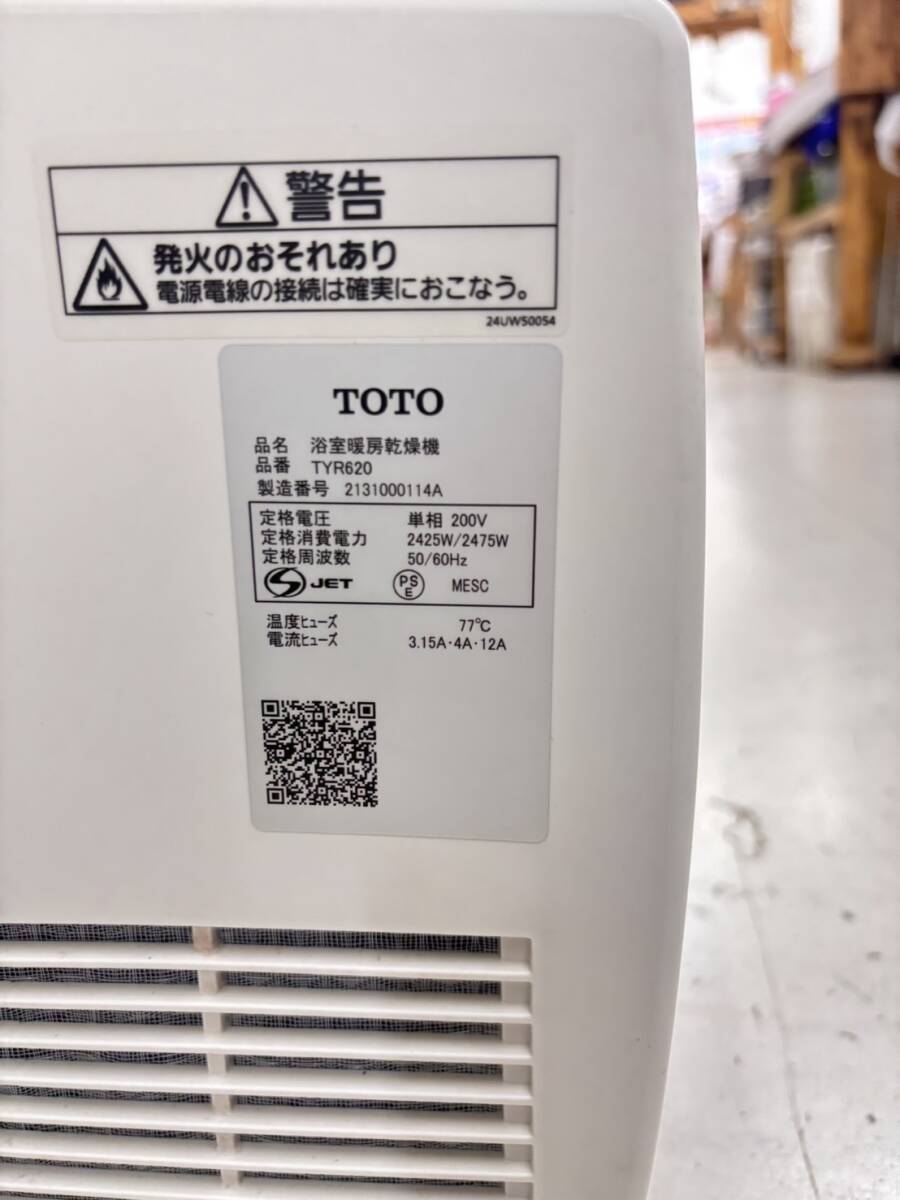 警告
発火のおそれあり
電源電線の接続は確実におこなう。
24UW50054
TOTO
品名 浴室暖房乾燥機
品番 TYR620
製造番号 2131000114A
定格電圧 単相 200V
定格消費電力 2425W/2475W
定格周波数 50/60Hz
S JET PSE MESC
温度ヒューズ 77℃
電流ヒューズ 3.15A・4A・12A